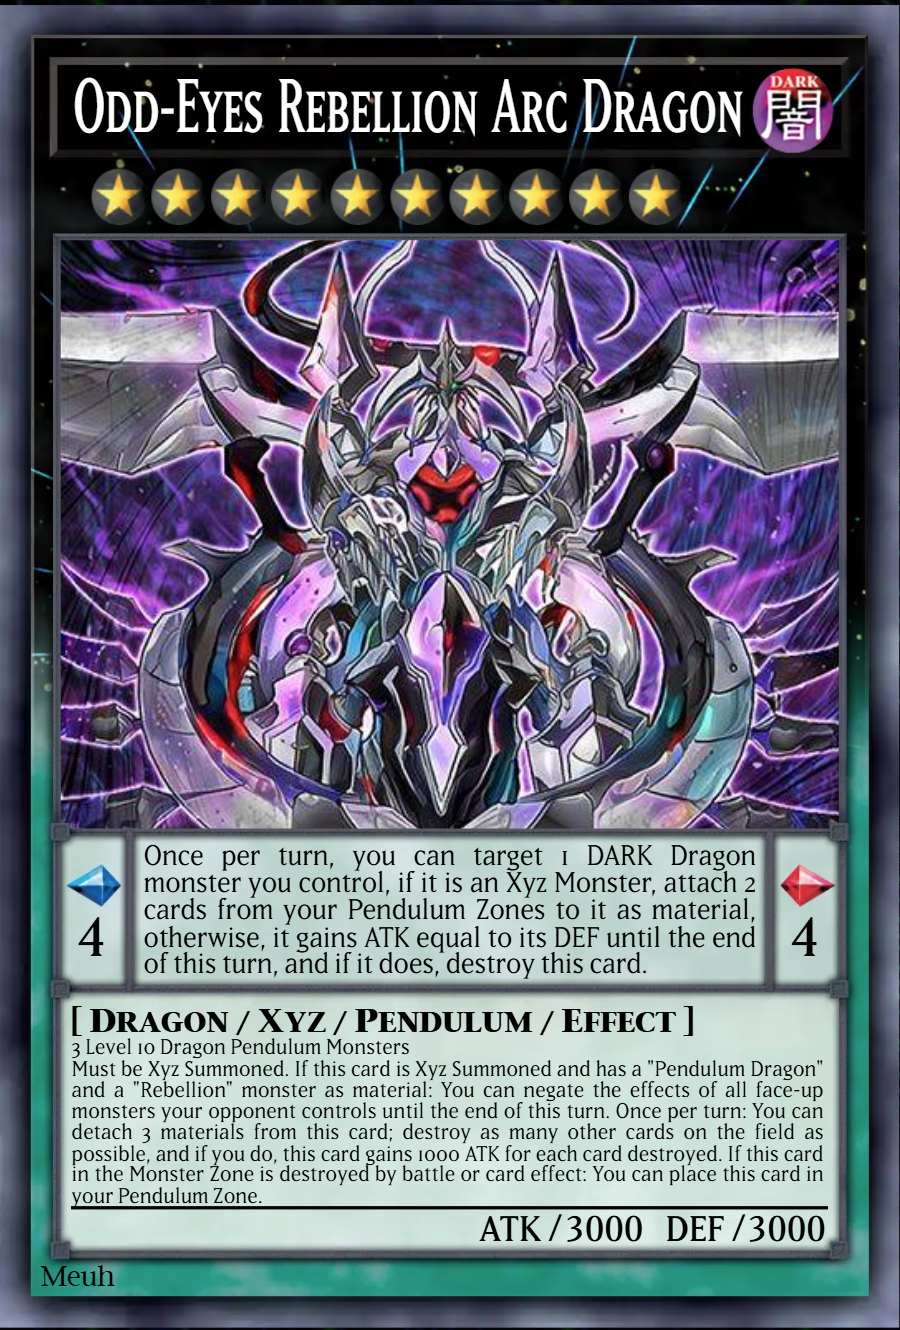 ODD-EYES REBELLION ARC DRAGON
DARK
闇
Once per turn, you can target 1 DARK Dragon
monster you control, if it is an Xyz Monster, attach 2
cards from your Pendulum Zones to it as material,
otherwise, it gains ATK equal to its DEF until the end
of this turn, and if it does, destroy this card.
4
4
[ DRAGON / XYZ / PENDULUM / EFFECT ]
3 Level 10 Dragon Pendulum Monsters
Must be Xyz Summoned. If this card is Xyz Summoned and has a "Pendulum Dragon"
and a "Rebellion" monster as material: You can negate the effects of all face-up
monsters your opponent controls until the end of this turn. Once per turn: You can
detach 3 materials from this card; destroy as many other cards on the field as
possible, and if you do, this card gains 1000 ATK for each card destroyed. If this card
in the Monster Zone is destroyed by battle or card effect: You can place this card in
your Pendulum Zone.
ATK/3000 DEF/3000
Meuh